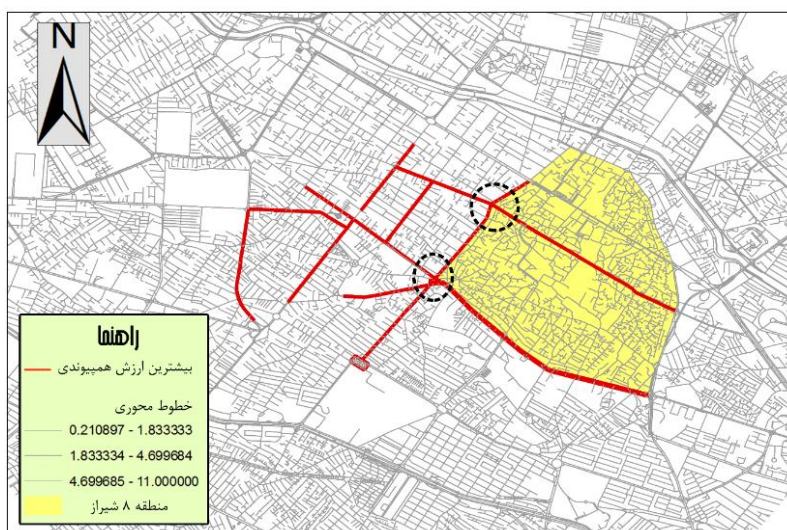 N
راهنما
بیشترین ارزش همپیوندی
خطوط محوری
0.210897 - 1.833333
1.833334 - 4.699684
4.699685 - 11.000000
منطقه ۸ شیراز